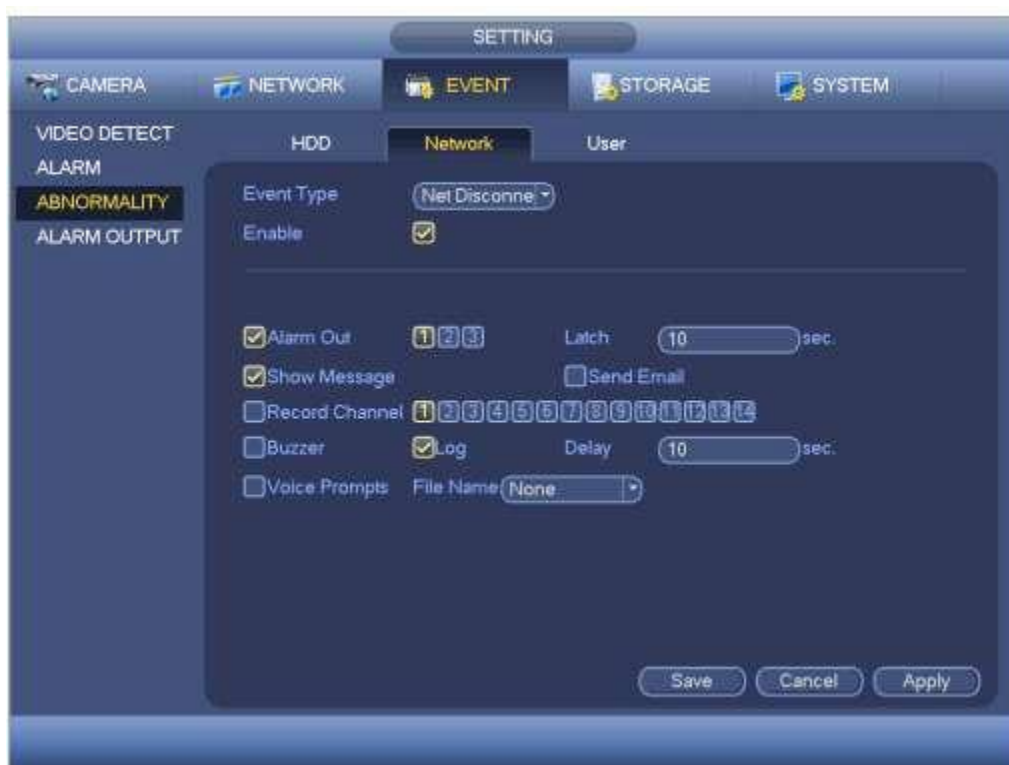 SETTING
CAMERA NETWORK EVENT STORAGE SYSTEM
VIDEO DETECT
ALARM
ABNORMALITY
ALARM OUTPUT
HDD Network User
Event Type Net Disconne
Enable
Alarm Out 1 2 3 Latch 10 sec.
Show Message Send Email
Record Channel 1 2 3 4 5 6 7 8 9 10 11 12 13 14
Buzzer Log Delay 10 sec.
Voice Prompts File Name None
Save Cancel Apply